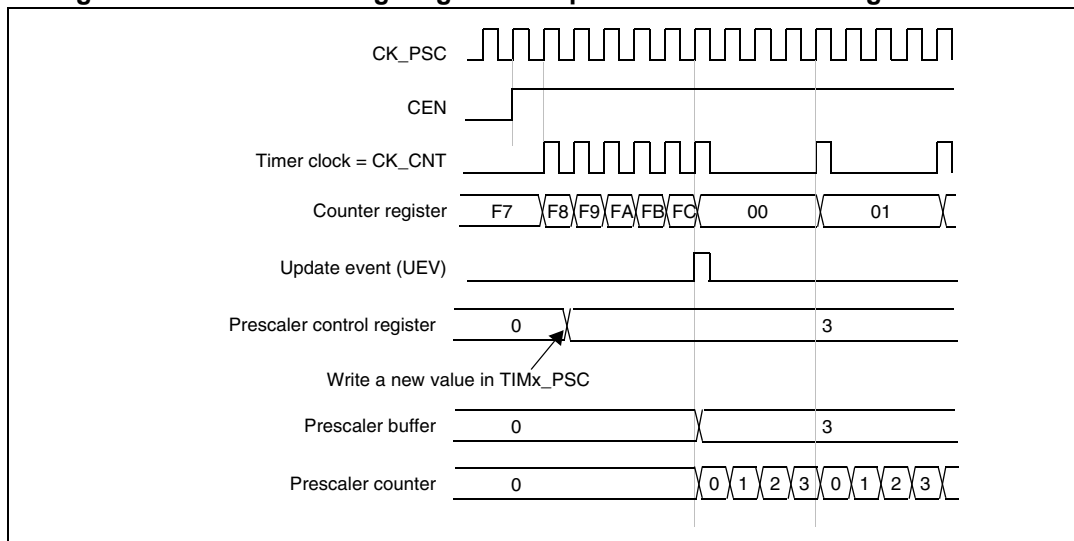 CK_PSC
CEN
Timer clock = CK_CNT
Counter register F7 F8 F9 FA FB FC 00 01
Update event (UEV)
Prescaler control register 0 3
Write a new value in TIMx_PSC
Prescaler buffer 0 3
Prescaler counter 0 0 1 2 3 0 1 2 3